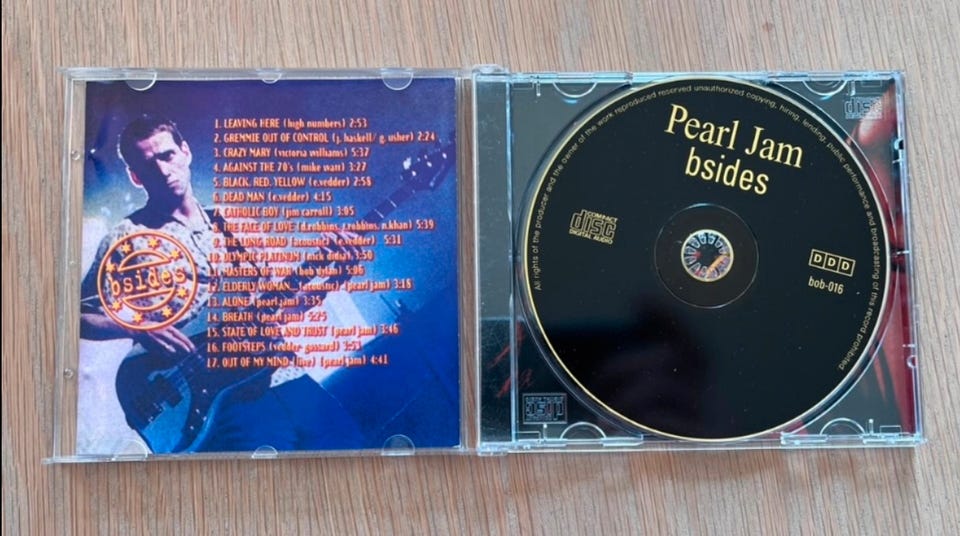 1. LEAVING HERE (high numbers) 2:53
2. GREMMIE OUT OF CONTROL (j. haskell/ g. usher) 2:24
3. CRAZY MARY (victoria williams) 5:37
4. AGAINST THE 70's (mike watt) 3:27
5. BLACK, RED, YELLOW (e.vedder) 2:58
6. DEAD MAN (e.vedder) 4:15
7. CATHOLIC BOY (jim carroll) 3:05
8. THE FACE OF LOVE (d.robbins, t.robbins, n.khan) 5:39
9. THE LONG ROAD (acoustic) (e.vedder) 5:31
10. OLYMPIC PLATINUM (nick didia) 3:50
11. MASTERS OF WAR (bob dylan) 5:06
12. ELDERLY WOMAN... (acoustic) (pearl jam) 3:18
13. ALONE (pearl jam) 3:35
14. BREATH (pearl jam) 5:25
15. STATE OF LOVE AND TRUST (pearl jam) 3:46
16. FOOTSTEPS (vedder-gossard) 3:53
17. OUT OF MY MIND (live) (pearl jam) 4:41
bsides
Pearl Jam
bsides
COMPACT
disc
DIGITAL AUDIO
DDD
bob-016
All rights of the producer and the owner of the work reproduced reserved unauthorized copying, hiring, lending, public performance and broadcasting of this record prohibited.
disc
disc